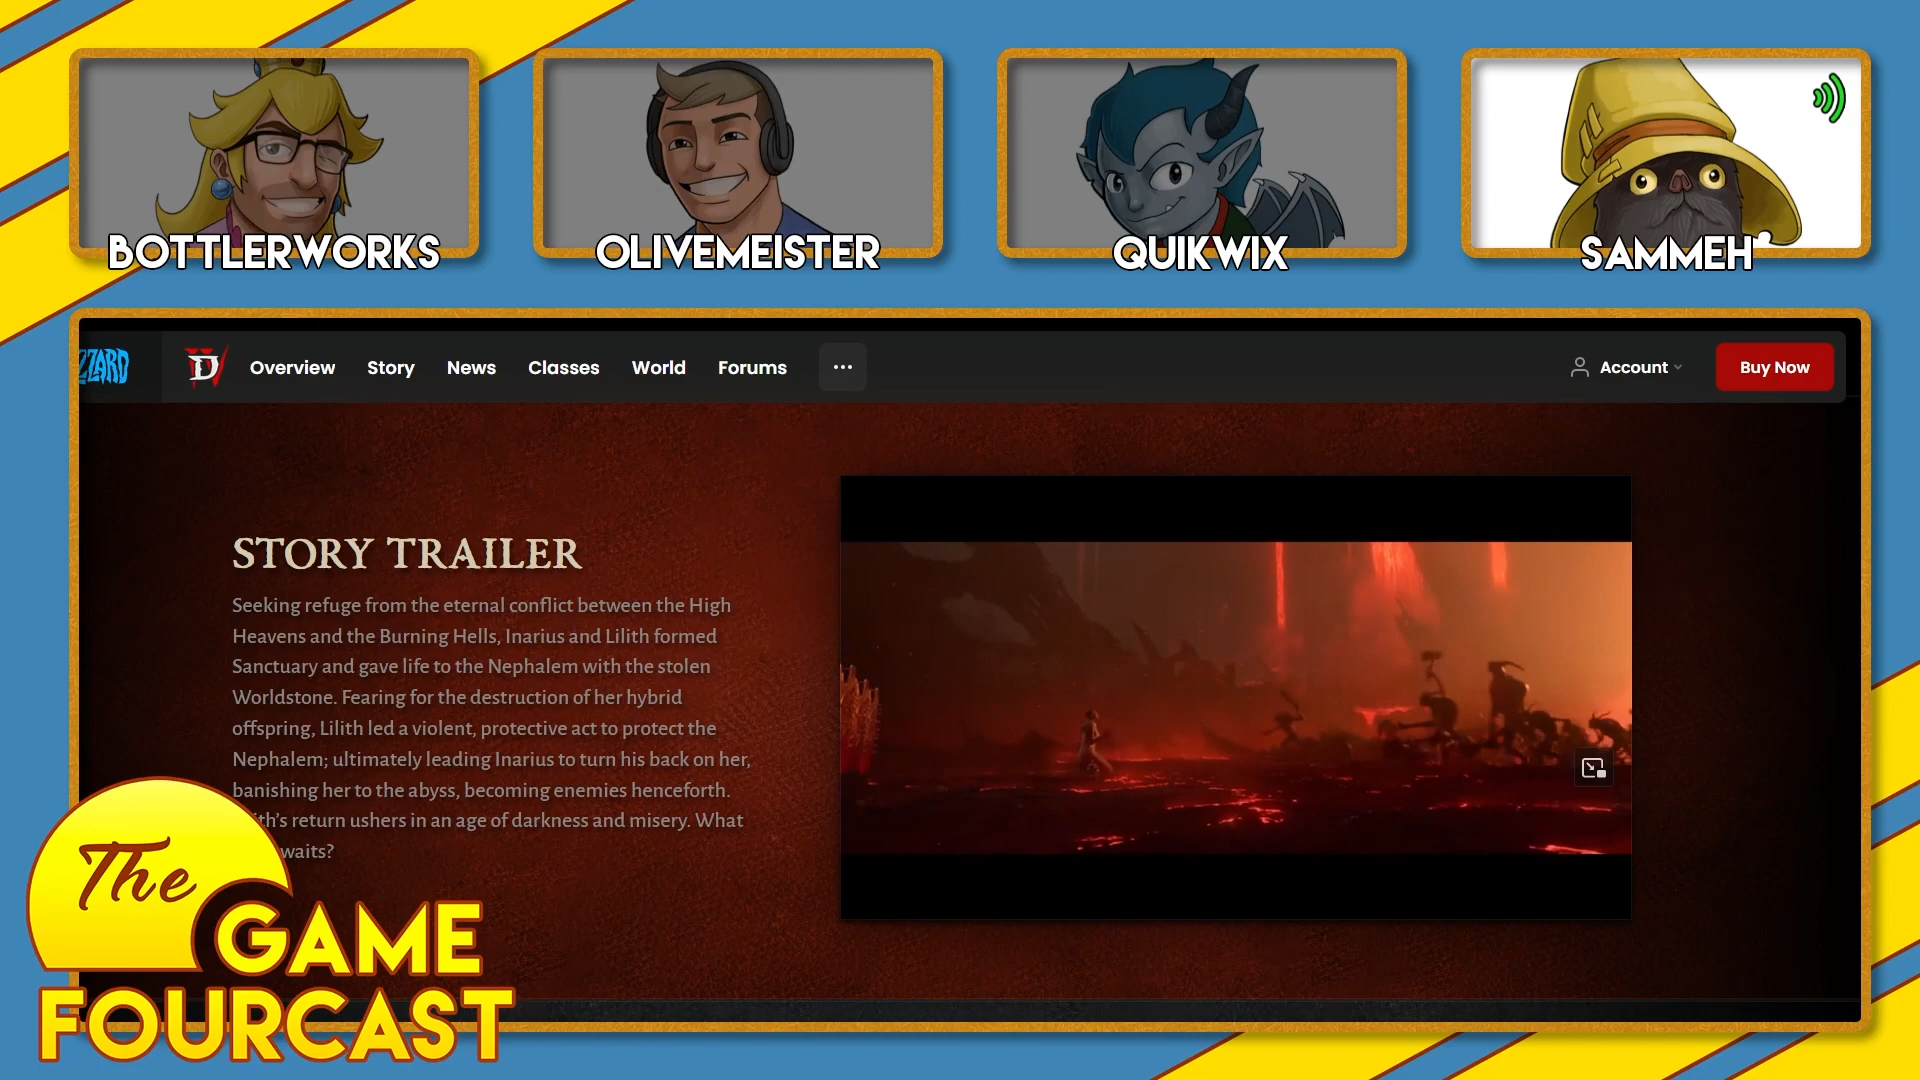 BOTTLERWORKS
OLIVEMEISTER
QUIKWIX
SAMMEH
ZZARD
D IV
Overview
Story
News
Classes
World
Forums
Account
Buy Now
STORY TRAILER
Seeking refuge from the eternal conflict between the High
Heavens and the Burning Hells, Inarius and Lilith formed
Sanctuary and gave life to the Nephalem with the stolen
Worldstone. Fearing for the destruction of her hybrid
offspring, Lilith led a violent, protective act to protect the
Nephalem; ultimately leading Inarius to turn his back on her,
banishing her to the abyss, becoming enemies henceforth.
ith's return ushers in an age of darkness and misery. What
waits?
The
GAME
FOURCAST